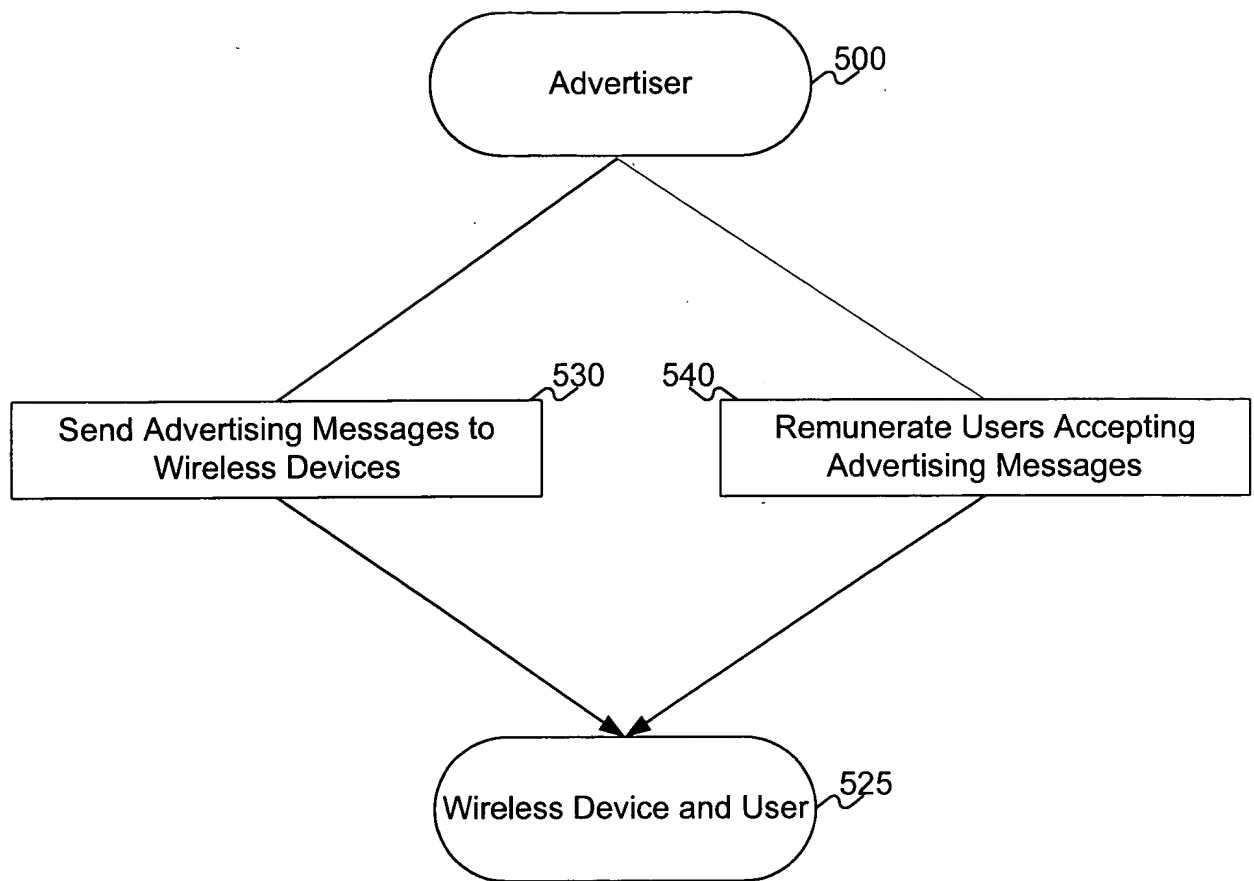 Advertiser
500
530
540
Send Advertising Messages to
Wireless Devices
Remunerate Users Accepting
Advertising Messages
525
Wireless Device and User